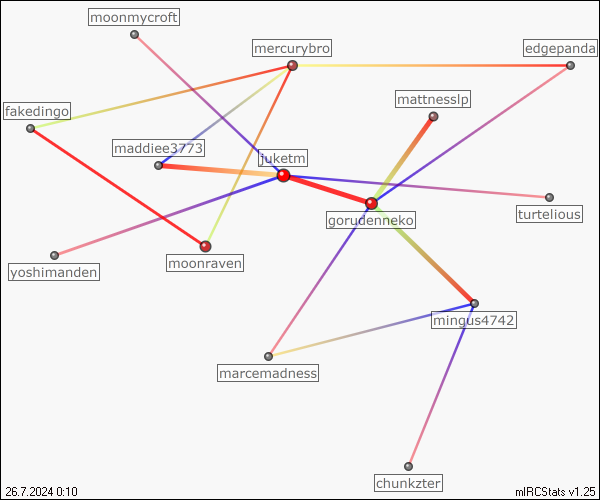 moonmycroft
mercurybro
edgepanda
mattnesslp
fakedingo
maddiee3773
juketm
turtelious
gorudenneko
moonraven
yoshimanden
mingus4742
marcemadness
chunkzter
26.7.2024 0:10
mIRCStats v1.25